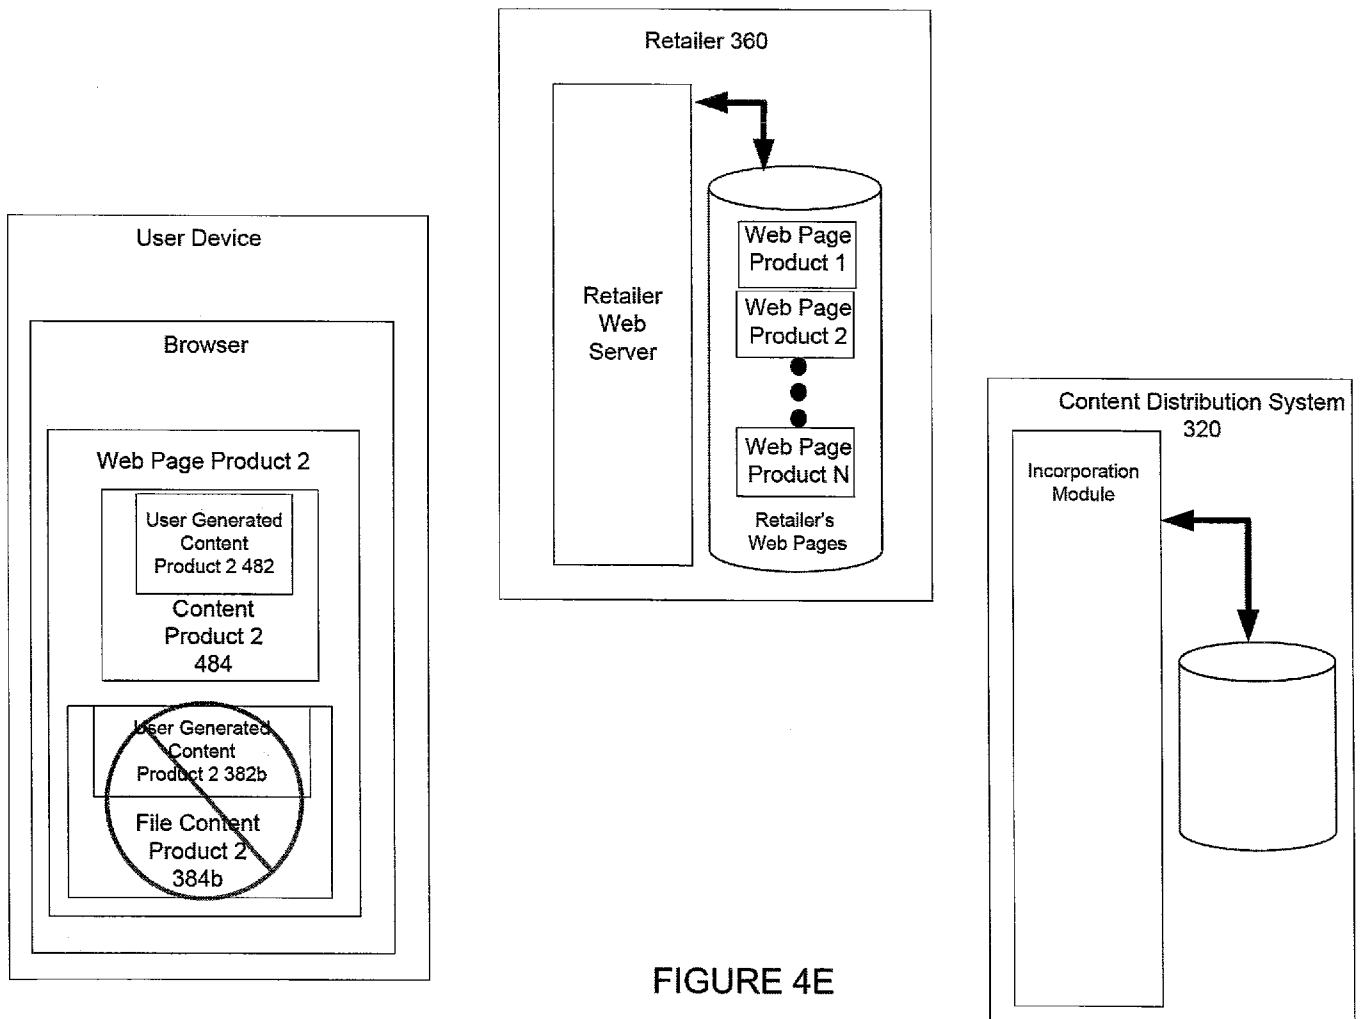 User Device
Browser
Web Page Product 2
User Generated
Content
Product 2 482
Content
Product 2
484
User Generated
Content
Product 2 382b
File Content
Product 2
384b
Retailer 360
Retailer
Web
Server
Web Page
Product 1
Web Page
Product 2
Web Page
Product N
Retailer's
Web Pages
Content Distribution System
320
Incorporation
Module
FIGURE 4E